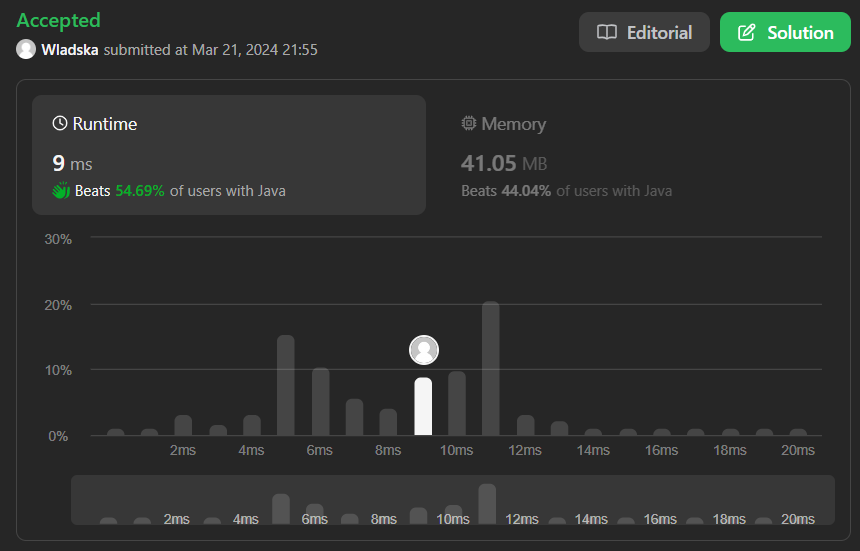 Accepted
Editorial
Solution
Wladska submitted at Mar 21, 2024 21:55
Runtime
Memory
9 ms
41.05 MB
Beats 54.69% of users with Java
Beats 44.04% of users with Java
30%
20%
10%
0%
2ms 4ms 6ms 8ms 10ms 12ms 14ms 16ms 18ms 20ms
2ms 4ms 6ms 8ms 10ms 12ms 14ms 16ms 18ms 20ms